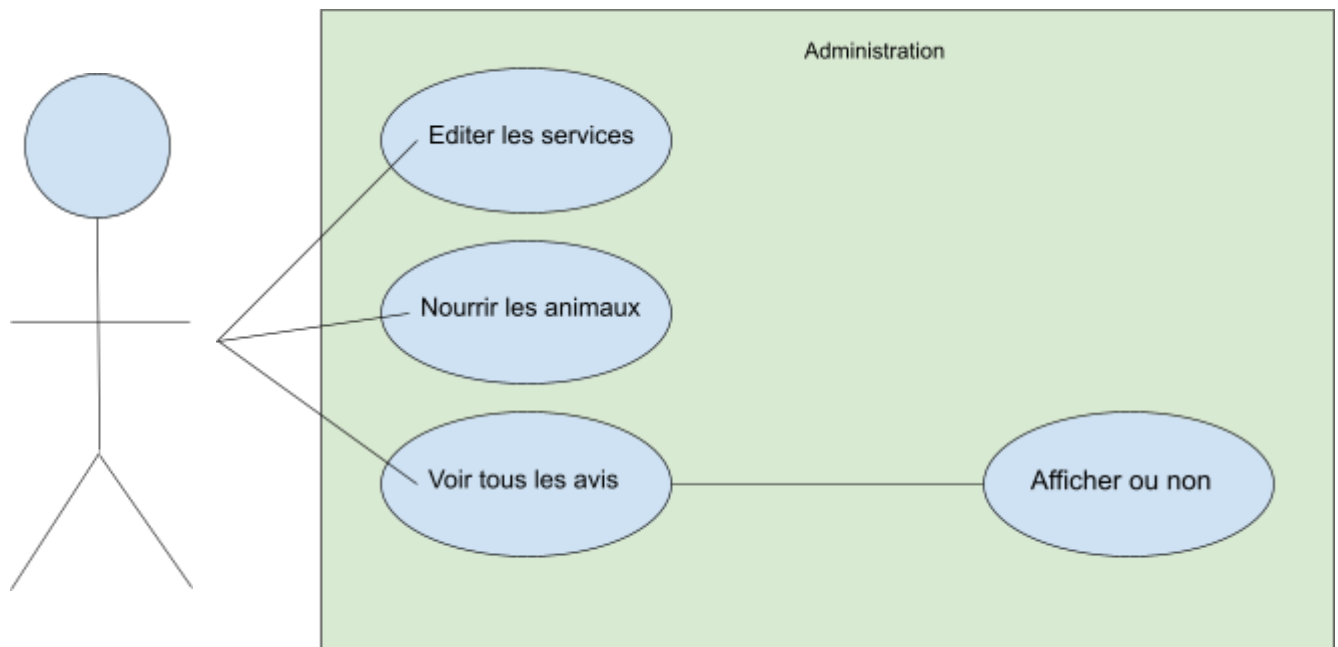 Administration
Editer les services
Nourrir les animaux
Voir tous les avis
Afficher ou non